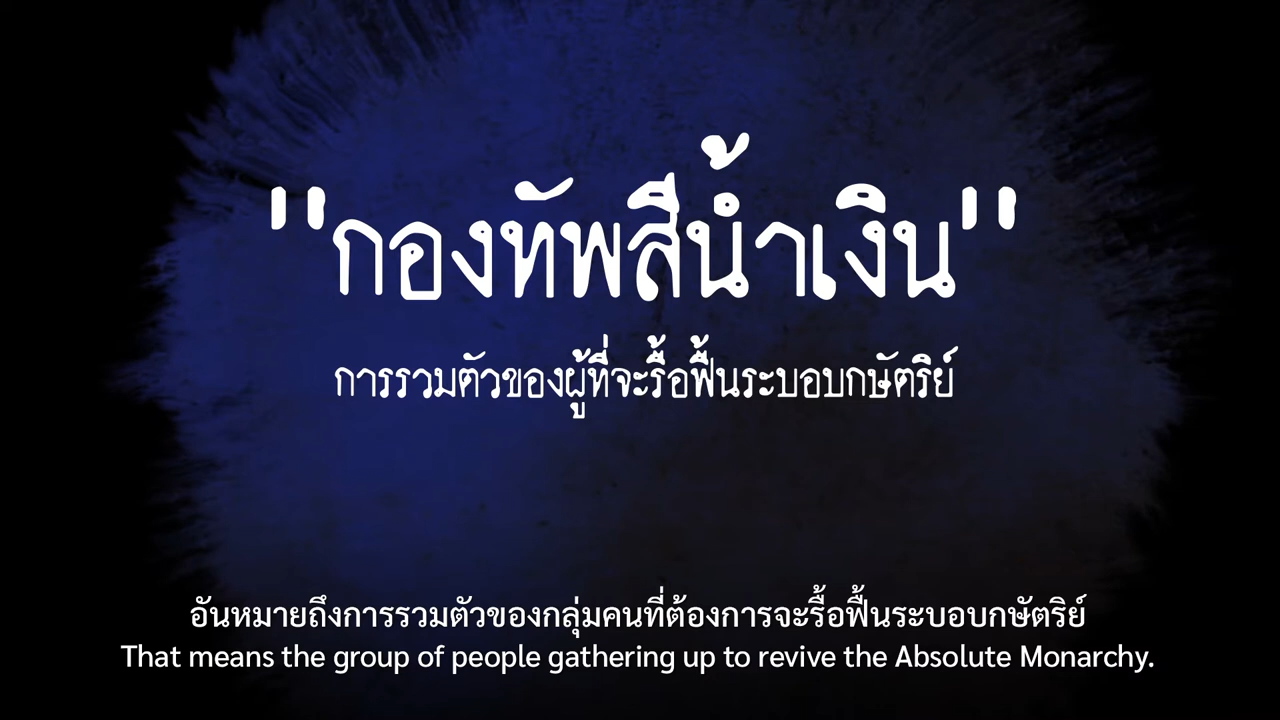 "กองทัพสีน้ำเงิน"
การรวมตัวของผู้ที่จะรื้อฟื้นระบอบกษัตริย์
อันหมายถึงการรวมตัวของกลุ่มคนที่ต้องการจะรื้อฟื้นระบอบกษัตริย์
That means the group of people gathering up to revive the Absolute Monarchy.